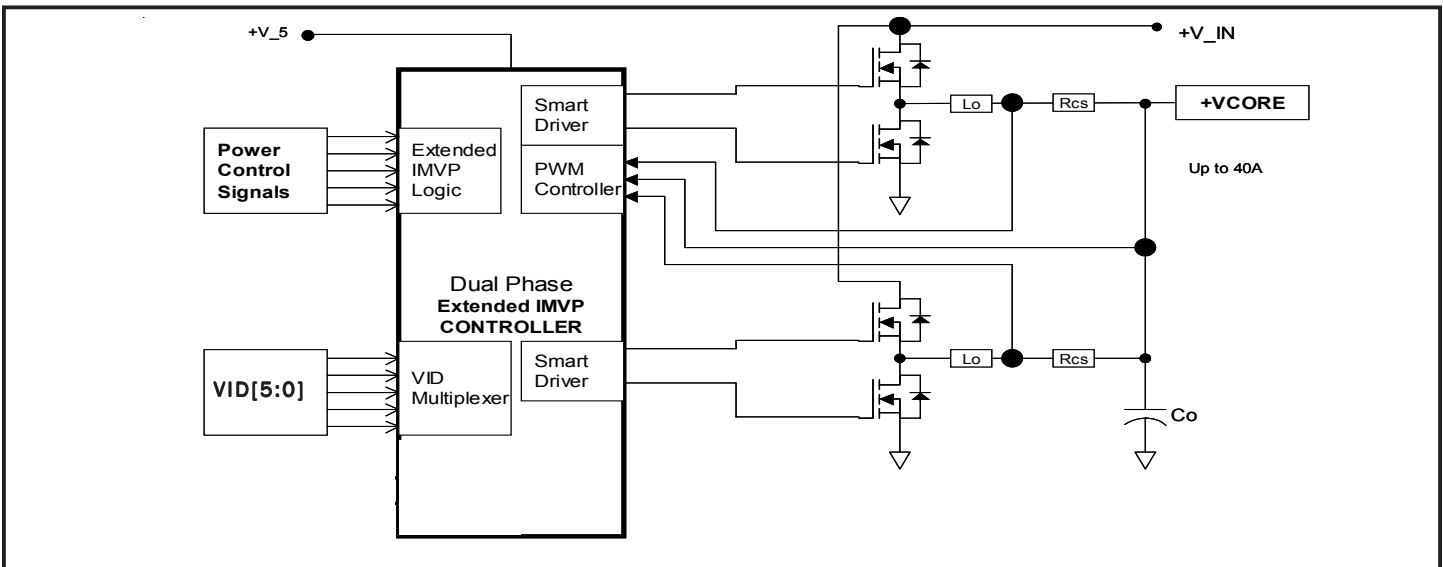 +V_5
+V_IN
Smart
Driver
Lo
Rcs
+VCORE
Power
Control
Signals
Extended
IMVP
Logic
PWM
Controller
Up to 40A
Dual Phase
Extended IMVP
CONTROLLER
VID[5:0]
VID
Multiplexer
Smart
Driver
Lo
Rcs
Co